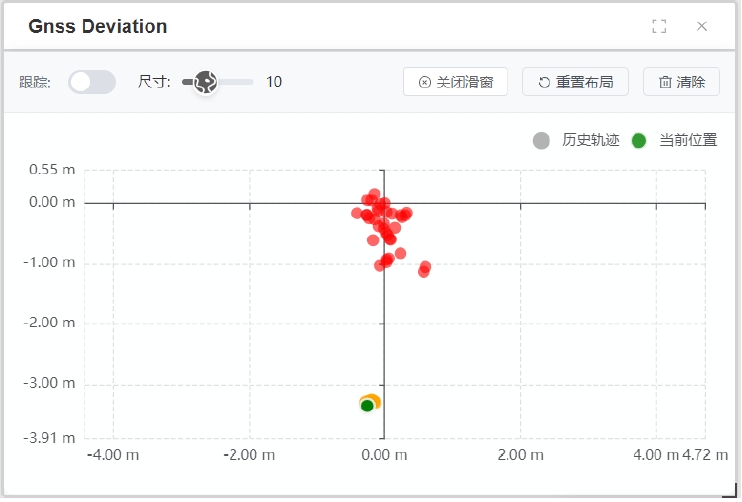 Gnss Deviation
跟踪: 尺寸: 10 关闭滑窗 重置布局 清除
历史轨迹 当前位置
0.55 m
0.00 m
-1.00 m
-2.00 m
-3.00 m
-3.91 m
-4.00 m -2.00 m 0.00 m 2.00 m 4.00 m 4.72 m